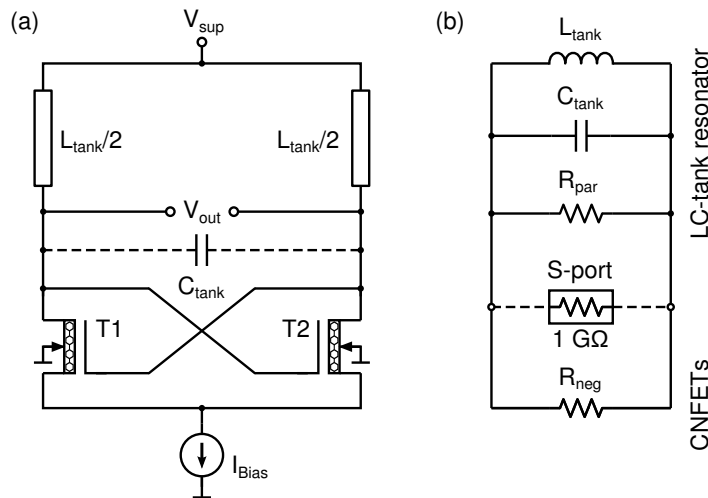 (a)
V_sup
L_tank/2
L_tank/2
V_out
C_tank
T1
T2
I_Bias
(b)
L_tank
C_tank
R_par
S-port
1 GΩ
R_neg
LC-tank resonator
CNFETs